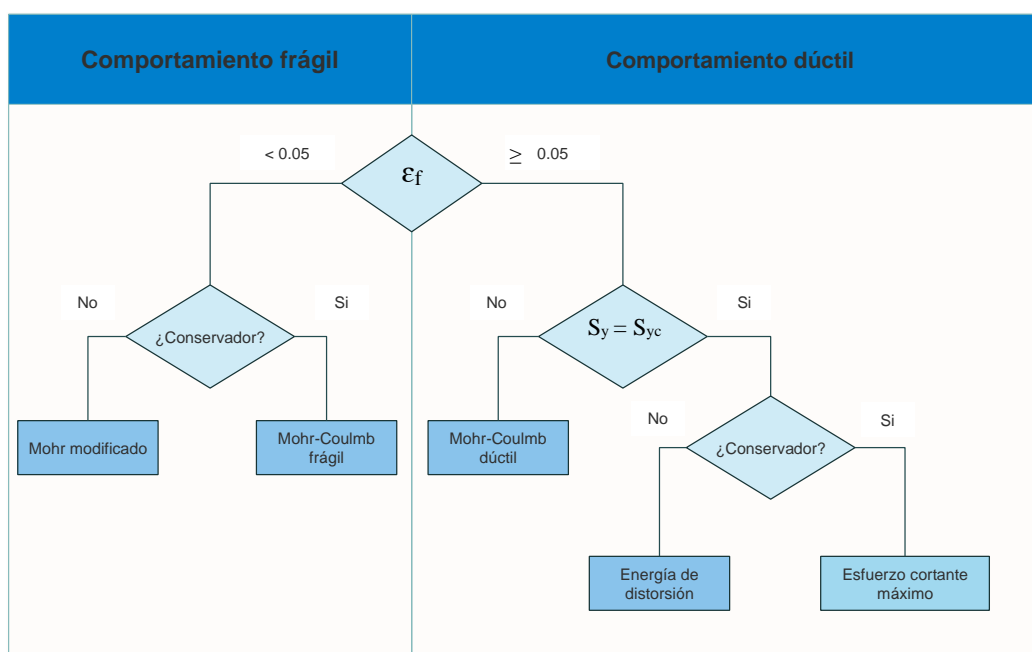 Comportamiento frágil
Comportamiento dúctil
< 0.05
≥ 0.05
εf
No
Si
¿Conservador?
No
Si
Sy = Syc
Mohr modificado
Mohr-Coulmb
frágil
Mohr-Coulmb
dúctil
No
Si
¿Conservador?
Energía de
distorsión
Esfuerzo cortante
máximo